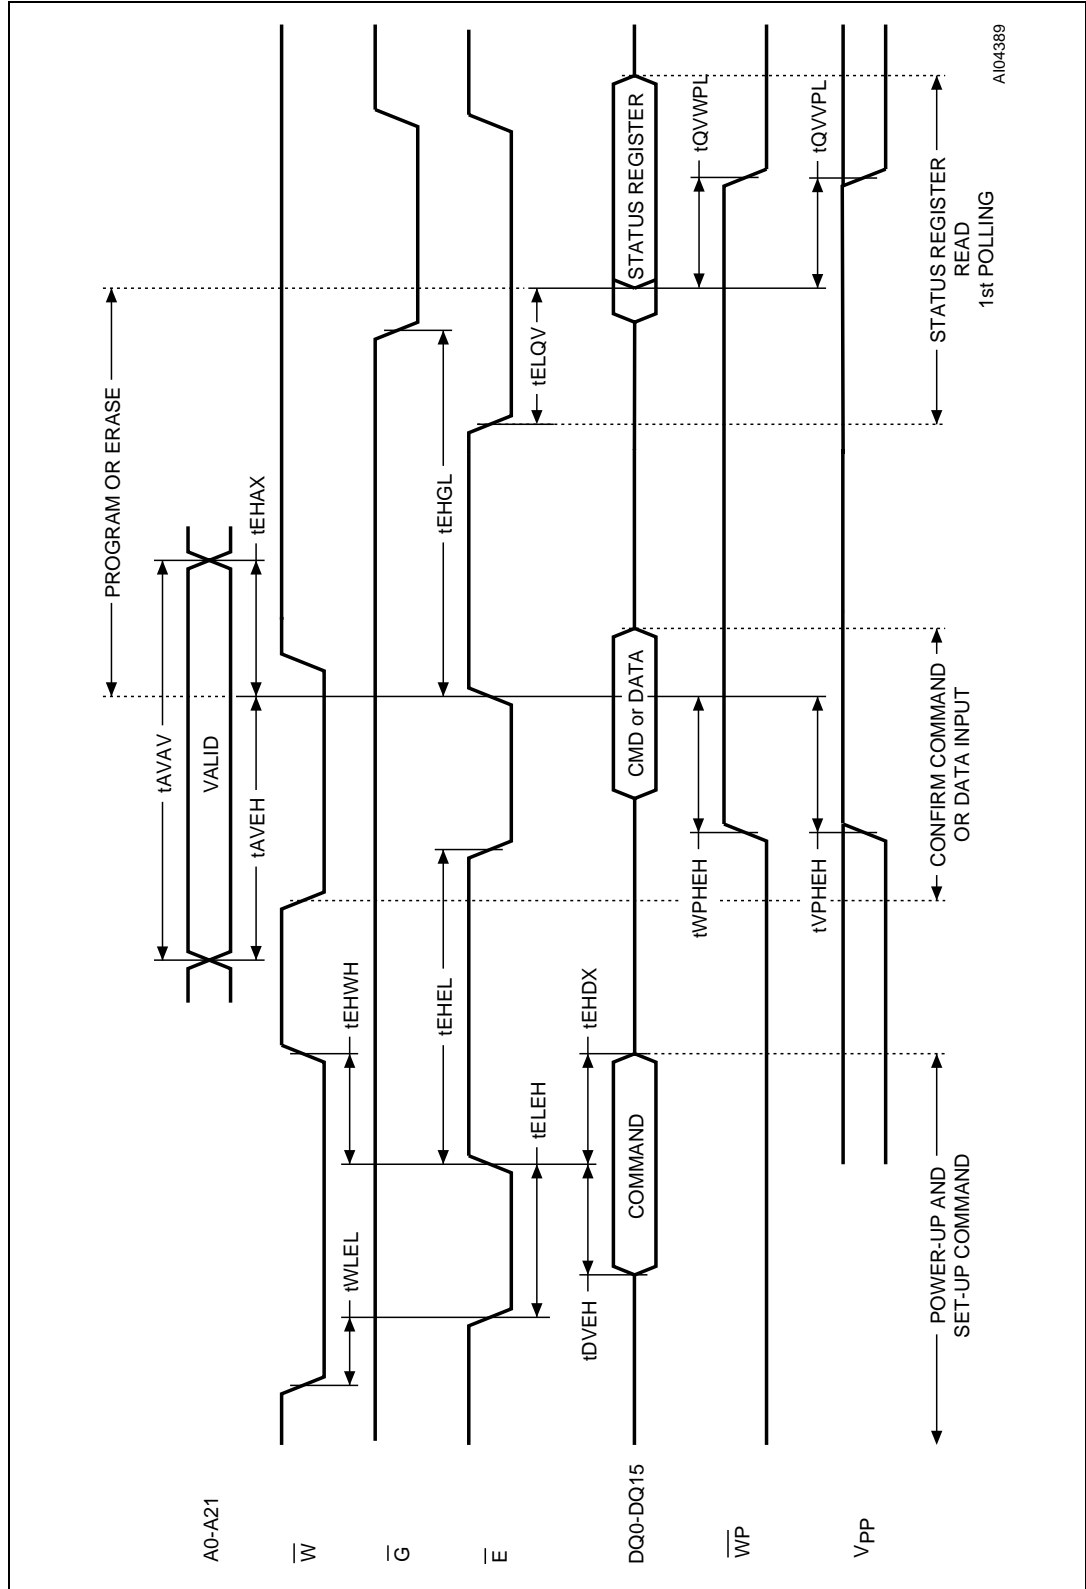 PROGRAM OR ERASE
tAVAV
A0-A21
VALID
tAVEH
tEHAX
W
tWLEL
tEHWH
G
tEHEL
tEHGL
E
tELEH
tELQV
tDVEH
tEHDX
DQ0-DQ15
COMMAND
CMD or DATA
STATUS REGISTER
tWPHEH
tQVWPL
WP
tVPHEH
tQVVPL
VPP
POWER-UP AND
SET-UP COMMAND
CONFIRM COMMAND
OR DATA INPUT
STATUS REGISTER
READ
1st POLLING
AI04389